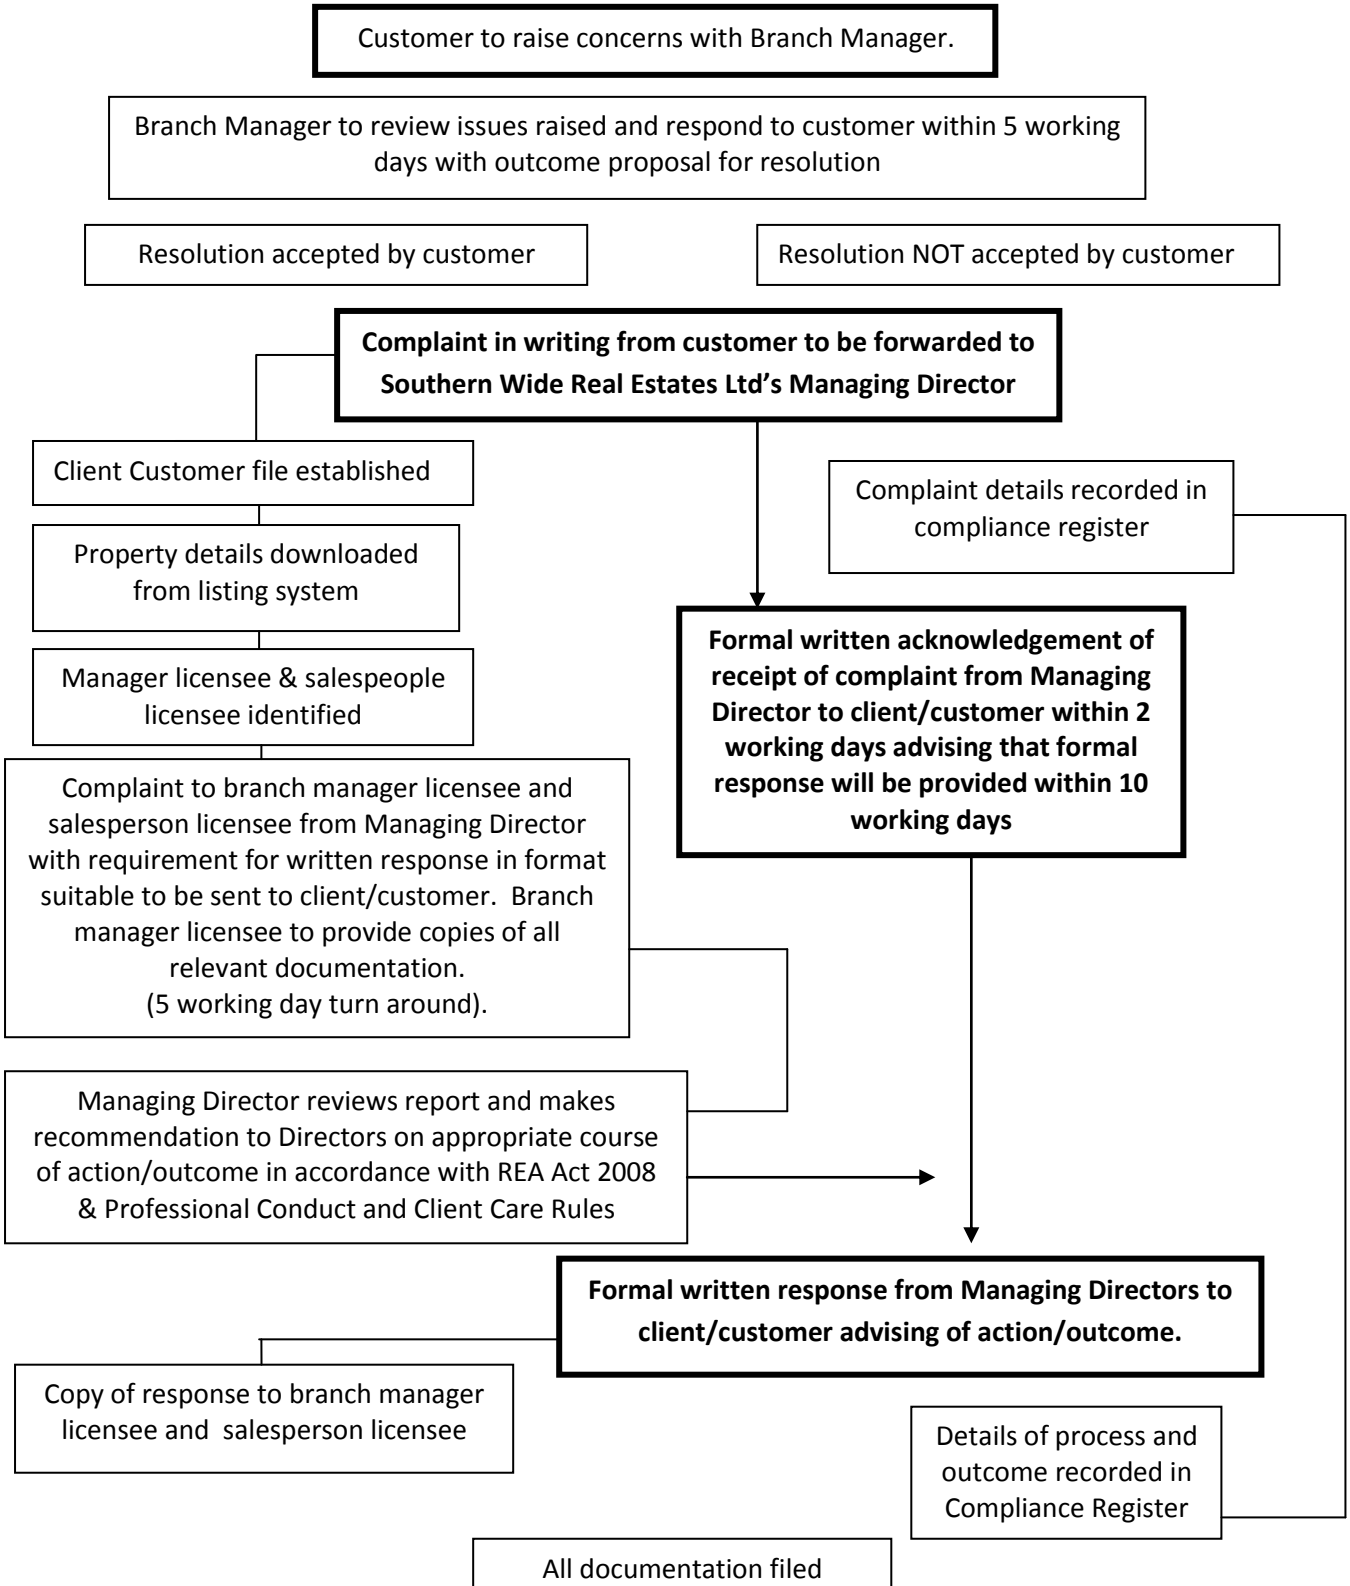 Customer to raise concerns with Branch Manager.
Branch Manager to review issues raised and respond to customer within 5 working
days with outcome proposal for resolution
Resolution accepted by customer
Resolution NOT accepted by customer
Complaint in writing from customer to be forwarded to
Southern Wide Real Estates Ltd’s Managing Director
Client Customer file established
Complaint details recorded in
compliance register
Property details downloaded
from listing system
Manager licensee & salespeople
licensee identified
Formal written acknowledgement of
receipt of complaint from Managing
Director to client/customer within 2
working days advising that formal
response will be provided within 10
working days
Complaint to branch manager licensee and
salesperson licensee from Managing Director
with requirement for written response in format
suitable to be sent to client/customer.  Branch
manager licensee to provide copies of all
relevant documentation.
(5 working day turn around).
Managing Director reviews report and makes
recommendation to Directors on appropriate course
of action/outcome in accordance with REA Act 2008
& Professional Conduct and Client Care Rules
Formal written response from Managing Directors to
client/customer advising of action/outcome.
Copy of response to branch manager
licensee and  salesperson licensee
Details of process and
outcome recorded in
Compliance Register
All documentation filed